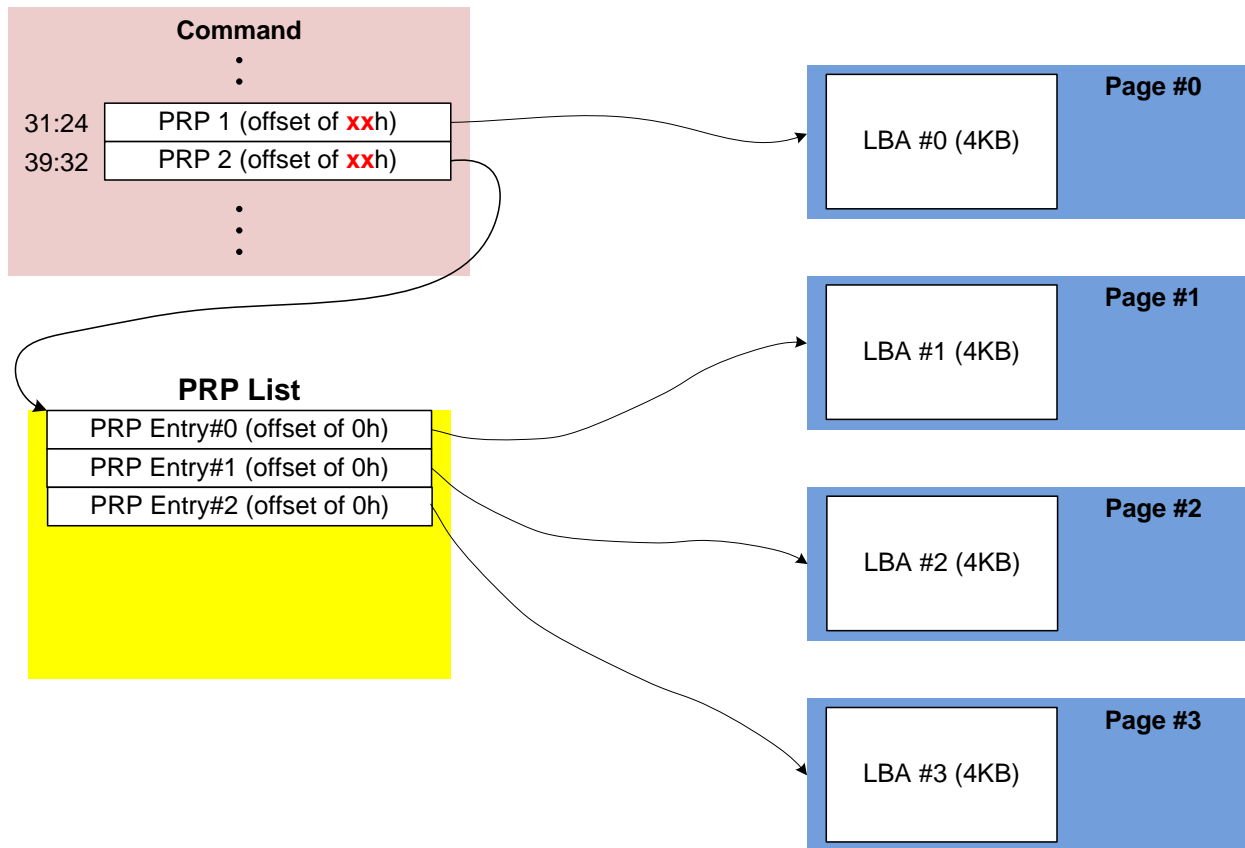 Command
31:24 PRP 1 (offset of xxh)
39:32 PRP 2 (offset of xxh)
PRP List
PRP Entry#0 (offset of 0h)
PRP Entry#1 (offset of 0h)
PRP Entry#2 (offset of 0h)
Page #0
LBA #0 (4KB)
Page #1
LBA #1 (4KB)
Page #2
LBA #2 (4KB)
Page #3
LBA #3 (4KB)